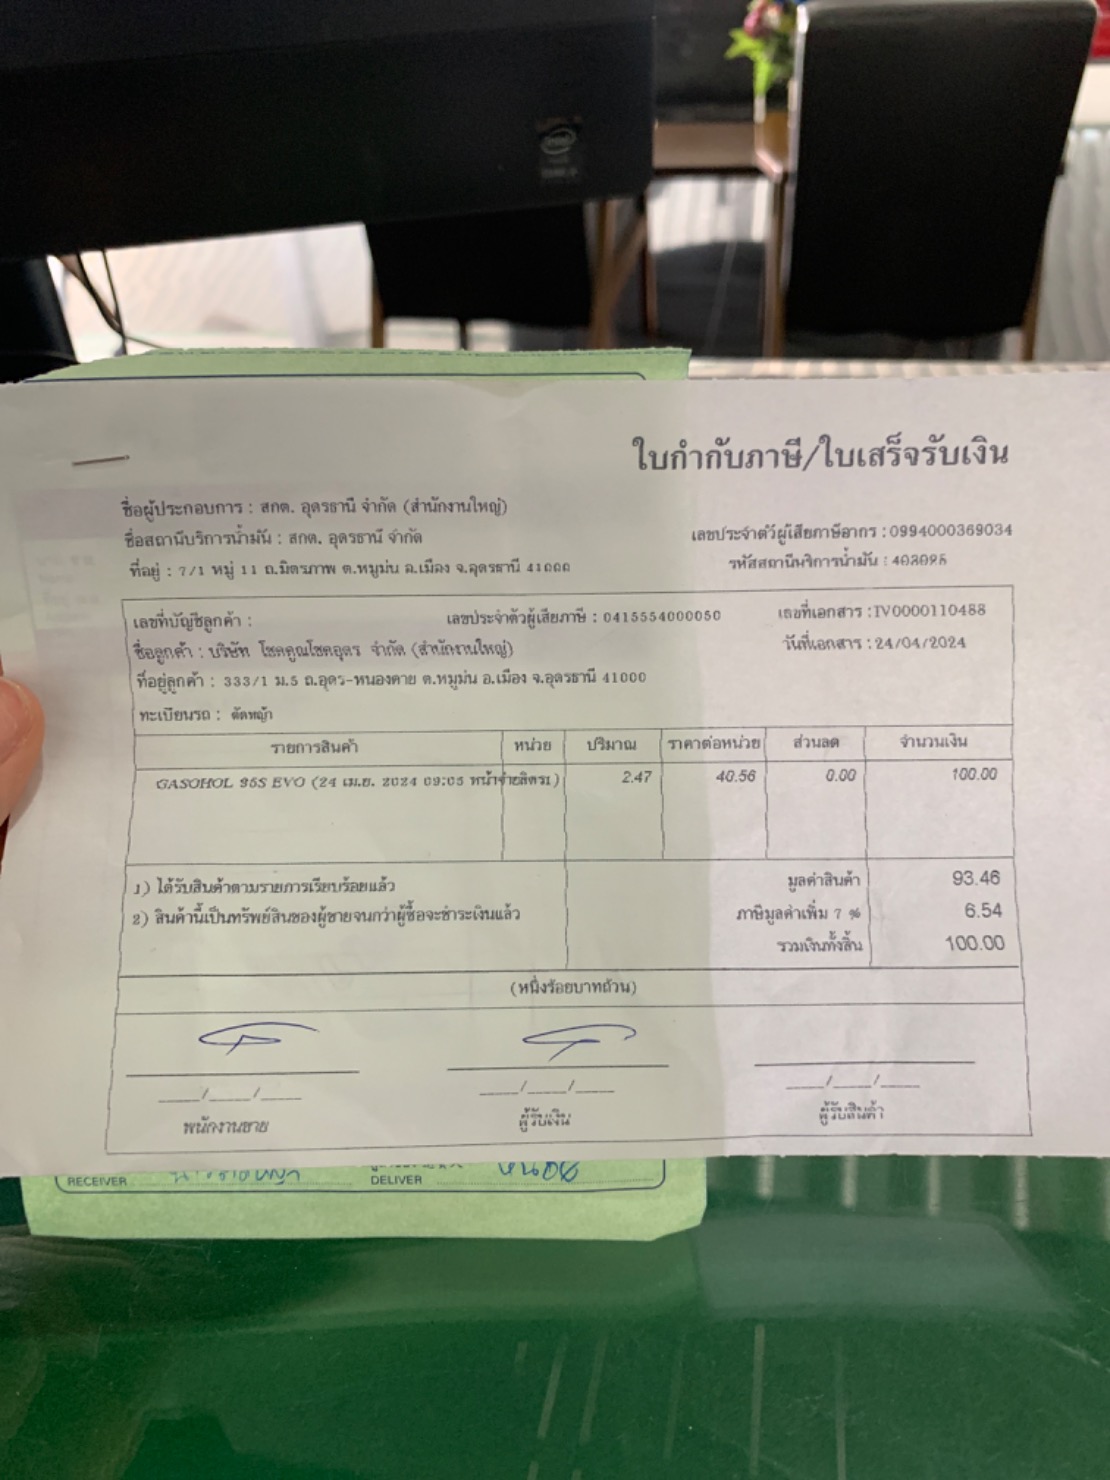 intel
ใบกำกับภาษี/ใบเสร็จรับเงิน
ชื่อผู้ประกอบการ : สกต. อุดรธานี จำกัด (สำนักงานใหญ่)
ชื่อสถานีบริการน้ำมัน : สกต. อุดรธานี จำกัด
เลขประจำตัวผู้เสียภาษีอากร : 0994000369034
ที่อยู่ : 7/1 หมู่ 11 ถ.มิตรภาพ ต.หมูม่น อ.เมือง จ.อุดรธานี 41000
รหัสสถานีบริการน้ำมัน :
เลขที่บัญชีลูกค้า : เลขประจำตัวผู้เสียภาษี : 0415554000050 เลขที่เอกสาร : IV0000110488
ชื่อลูกค้า : บริษัท โชคคูณโชคอุดร จำกัด (สำนักงานใหญ่) วันที่เอกสาร : 24/04/2024
ที่อยู่ลูกค้า : 333/1 ม.5 ถ.อุดร-หนองคาย ต.หมูม่น อ.เมือง จ.อุดรธานี 41000
ทะเบียนรถ : ตัดหญ้า
รายการสินค้า หน่วย ปริมาณ ราคาต่อหน่วย ส่วนลด จำนวนเงิน
GASOHOL 95S EVO (24 เม.ย. 2024 09:05 หน้าจ่ายลิตร1) 2.47 40.56 0.00 100.00
1) ได้รับสินค้าตามรายการเรียบร้อยแล้ว มูลค่าสินค้า 93.46
2) สินค้านี้เป็นทรัพย์สินของผู้ขายจนกว่าผู้ซื้อจะชำระเงินแล้ว ภาษีมูลค่าเพิ่ม 7 % 6.54
รวมเงินทั้งสิ้น 100.00
(หนึ่งร้อยบาทถ้วน)
___/___/___ ___/___/___ ___/___/___
พนักงานขาย ผู้รับเงิน ผู้รับสินค้า
RECEIVER DELIVER